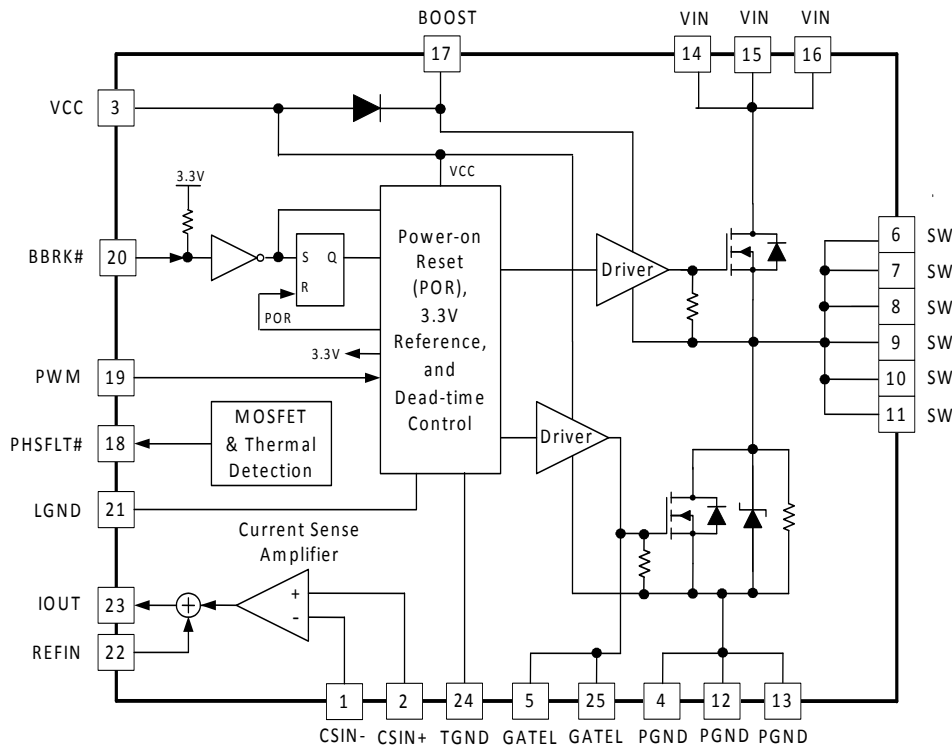 BOOST
VIN
VIN
VIN
17
14
15
16
VCC
3
VCC
3.3V
BBRK#
20
S
Q
R
POR
3.3V
Power-on
Reset
(POR),
3.3V
Reference,
and
Dead-time
Control
Driver
6
SW
7
SW
8
SW
9
SW
10
SW
11
SW
PWM
19
PHSFLT#
18
MOSFET
& Thermal
Detection
Driver
LGND
21
Current Sense
Amplifier
IOUT
23
+
+
-
REFIN
22
1
2
24
5
25
4
12
13
CSIN-
CSIN+
TGND
GATEL
GATEL
PGND
PGND
PGND